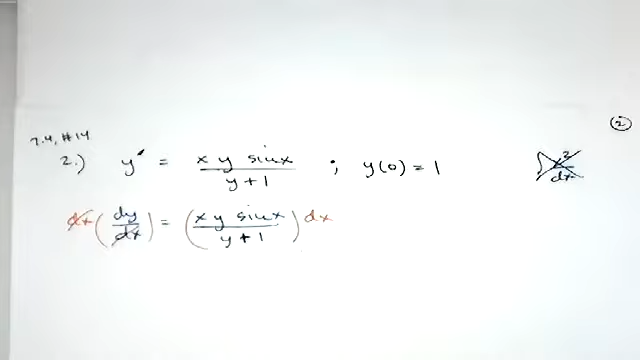 7.4, #14
2
2.) y' = x y sin x / y + 1 ; y(0) = 1
dx ( dy / dx ) = ( x y sin x / y + 1 ) dx